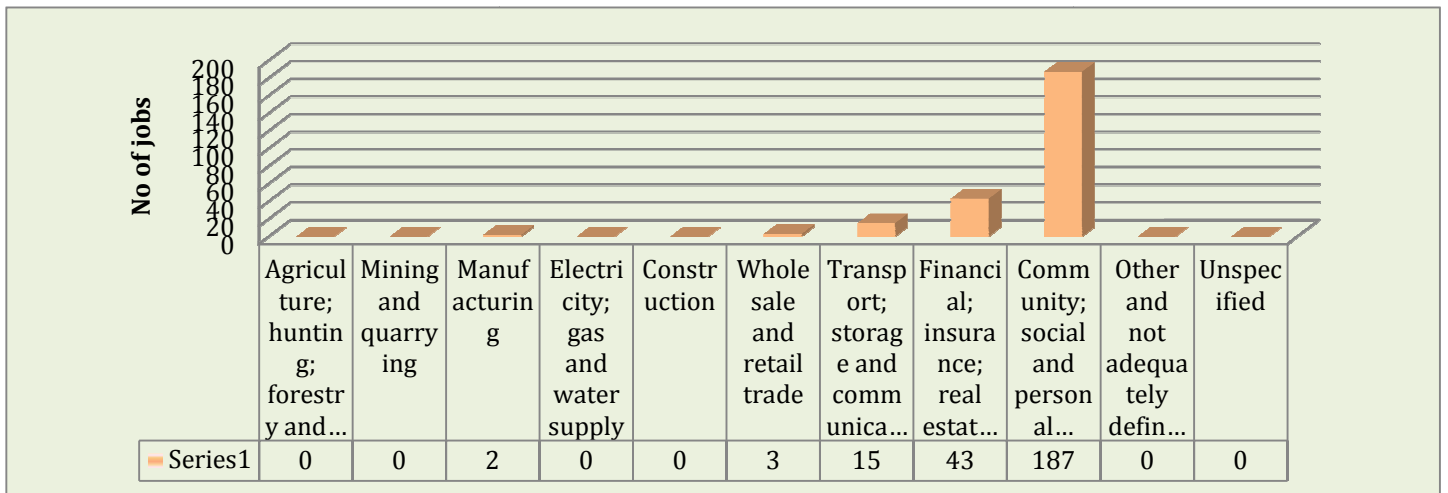 No of jobs
200
180
160
140
120
100
80
60
40
20
0
Agricul
ture;
huntin
g;
forestr
y and...
Mining
and
quarry
ing
Manuf
acturin
g
Electri
city;
gas
and
water
supply
Constr
uction
Whole
sale
and
retail
trade
Transp
ort;
storag
e and
comm
unica...
Financi
al;
insura
nce;
real
estat...
Comm
unity;
social
and
person
al...
Other
and
not
adequa
tely
defin...
Unspec
ified
Series1 0 0 2 0 0 3 15 43 187 0 0